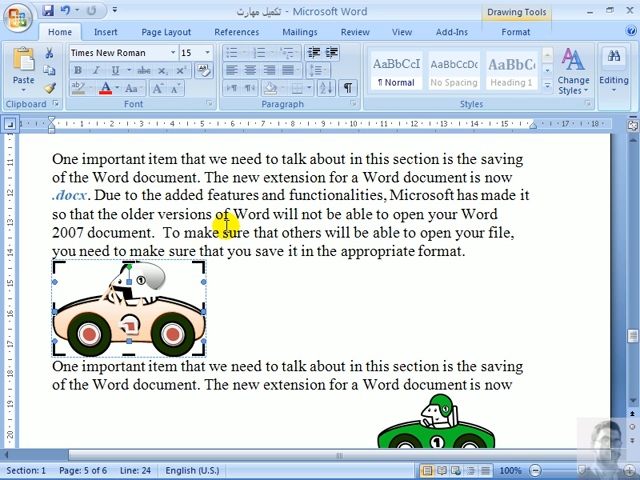 تکمیل مهارت - Microsoft Word
Drawing Tools
Home
Insert
Page Layout
References
Mailings
Review
View
Add-Ins
Format
Paste
Times New Roman
15
AaBbCcI
AaBbCcDc
AaBbC
¶ Normal
No Spacing
Heading 1
Change Styles
Editing
Clipboard
Font
Paragraph
Styles
One important item that we need to talk about in this section is the saving
of the Word document. The new extension for a Word document is now
.docx. Due to the added features and functionalities, Microsoft has made it
so that the older versions of Word will not be able to open your Word
2007 document.  To make sure that others will be able to open your file,
you need to make sure that you save it in the appropriate format.
1
One important item that we need to talk about in this section is the saving
of the Word document. The new extension for a Word document is now
1
1
Section: 1
Page: 5 of 6
Line: 24
English (U.S.)
100%